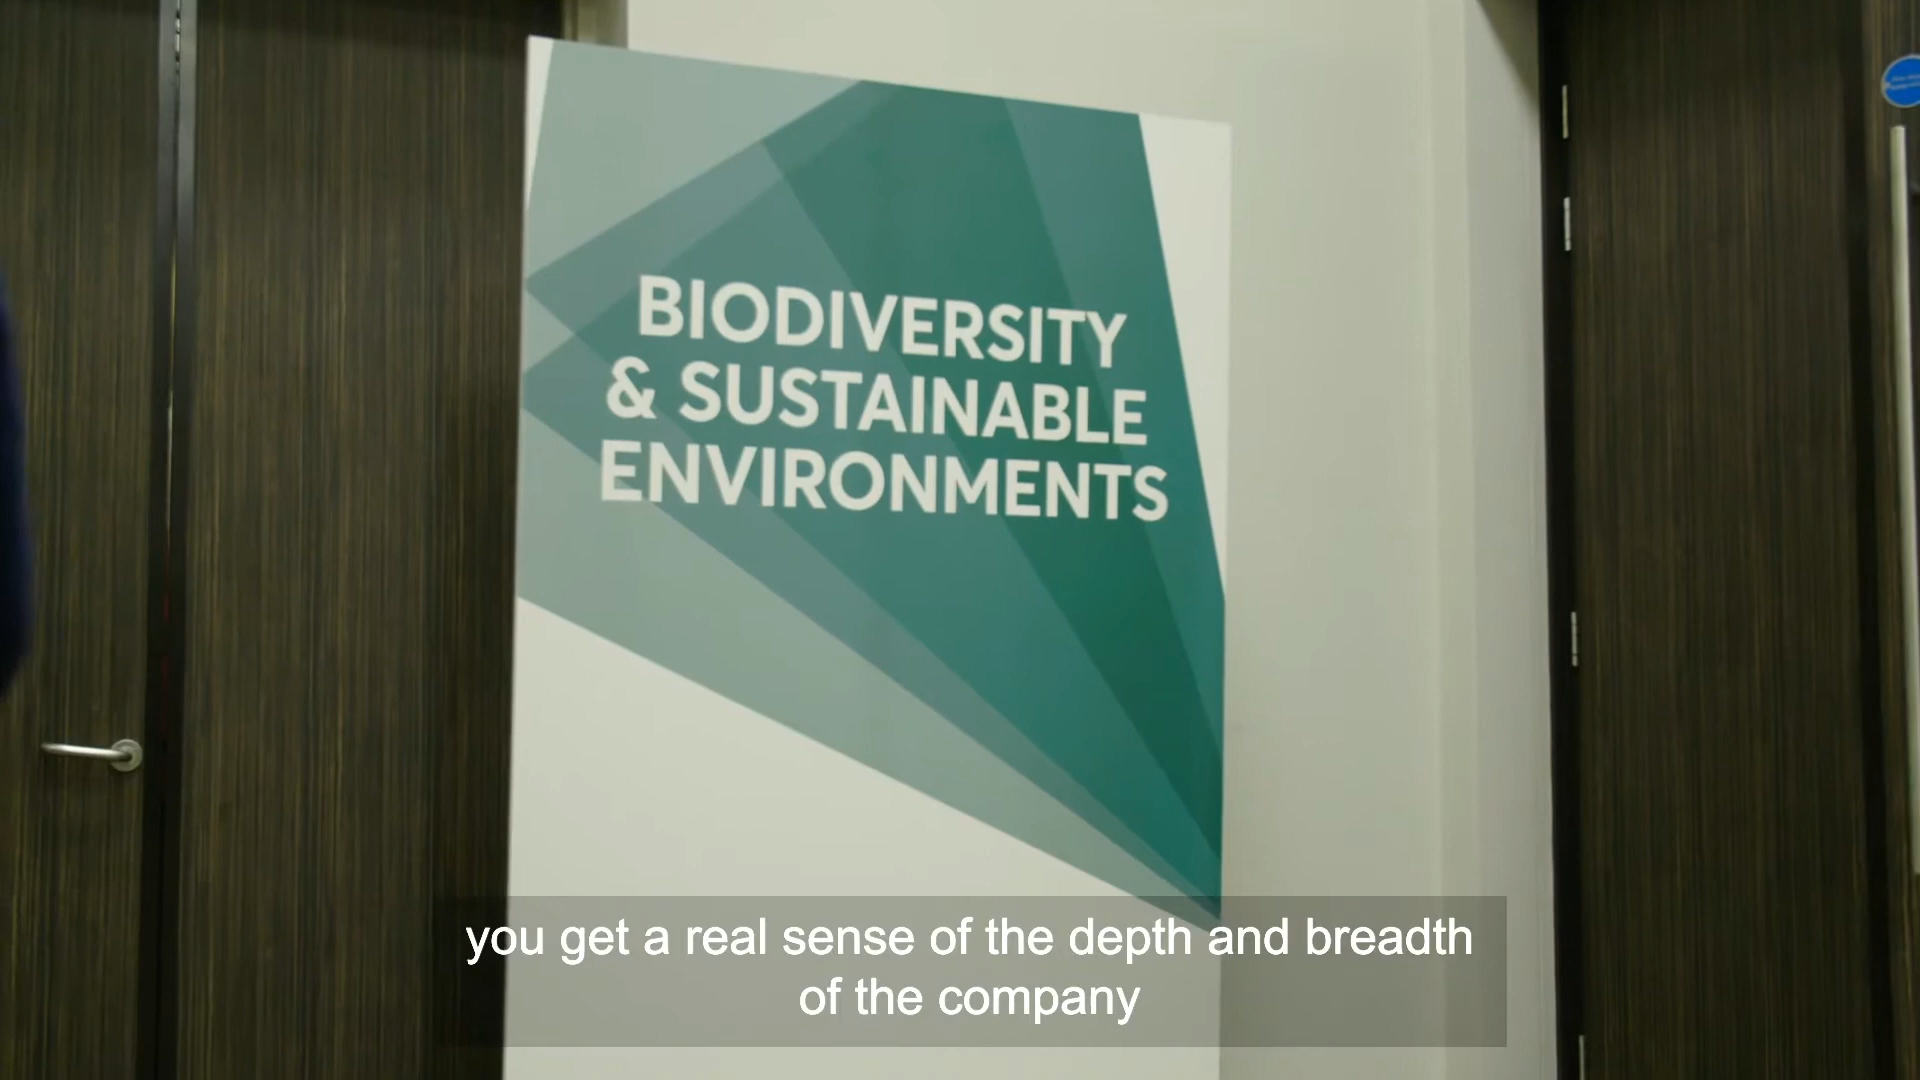 BIODIVERSITY
& SUSTAINABLE
ENVIRONMENTS
you get a real sense of the depth and breadth
of the company